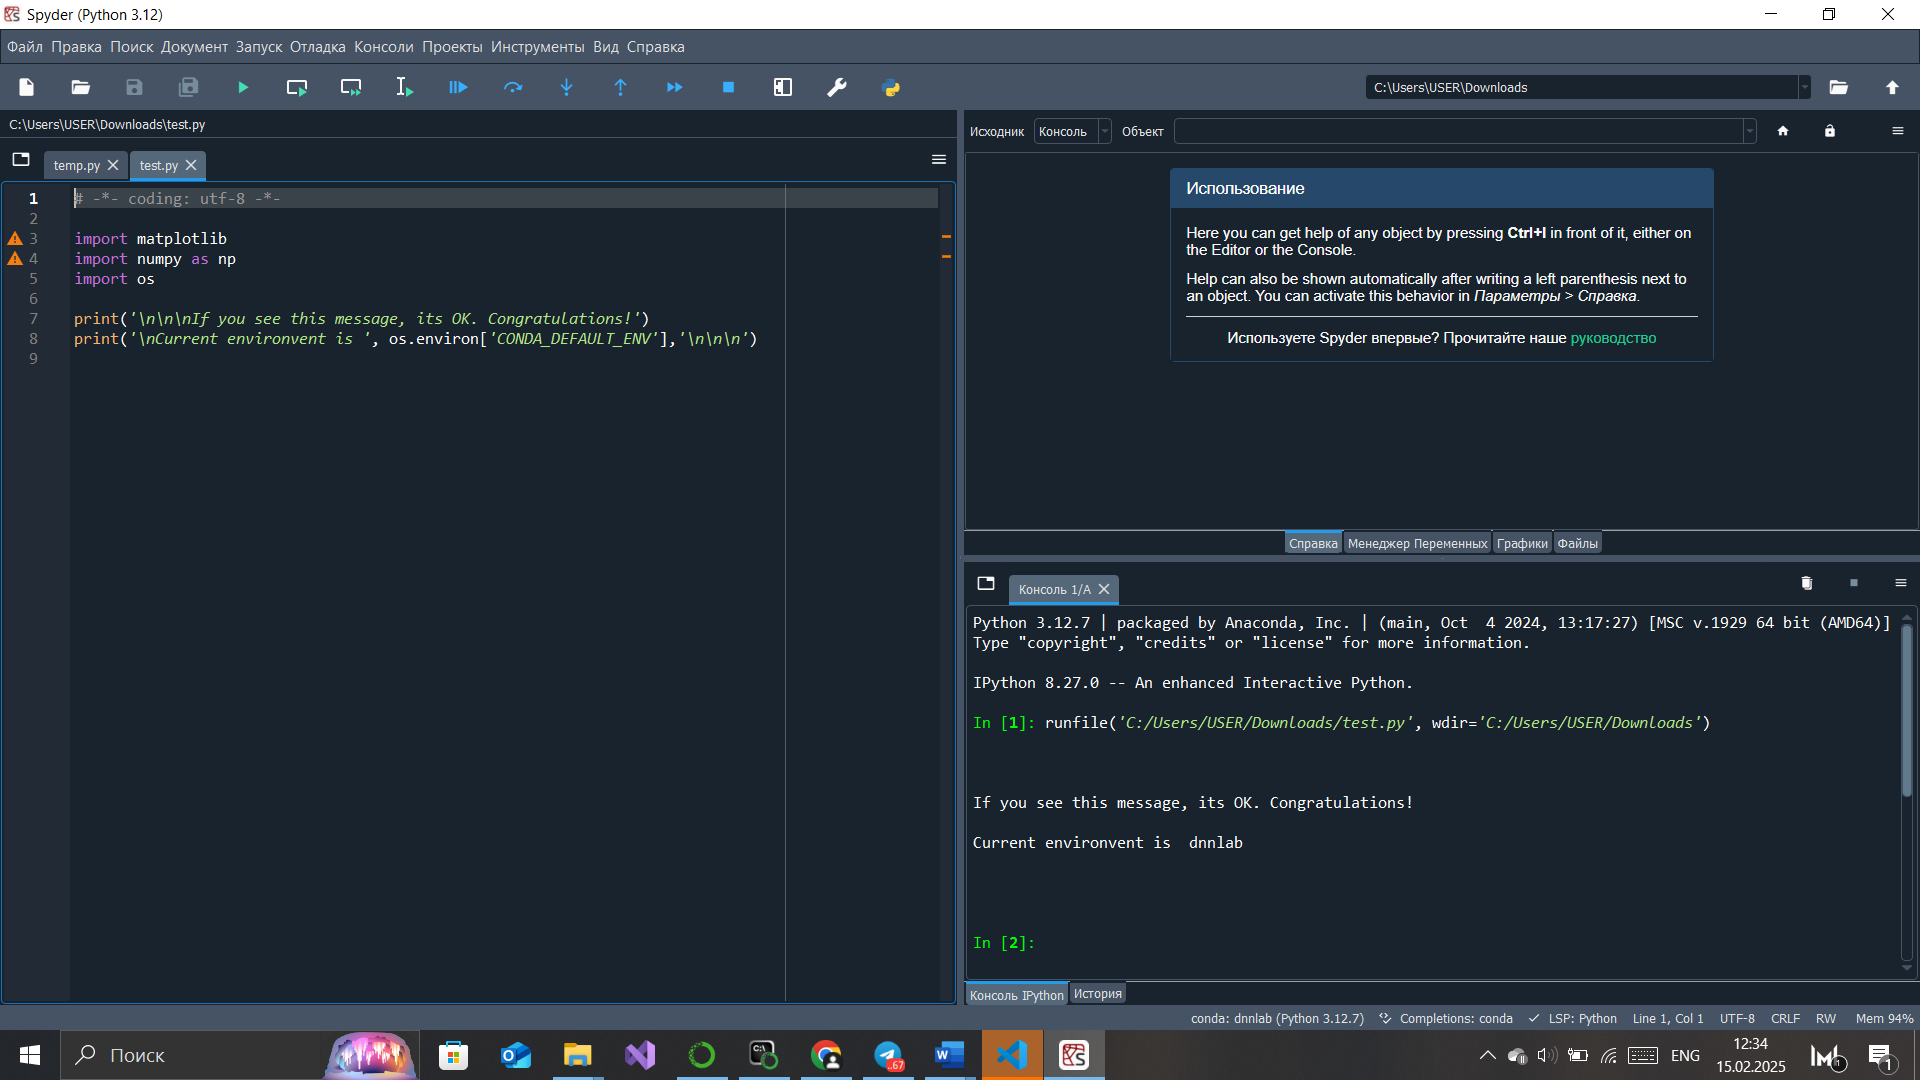 Spyder (Python 3.12)
Файл Правка Поиск Документ Запуск Отладка Консоли Проекты Инструменты Вид Справка
C:\Users\USER\Downloads
C:\Users\USER\Downloads\test.py
temp.py
test.py
1 # -*- coding: utf-8 -*-
2
3 import matplotlib
4 import numpy as np
5 import os
6
7 print('\n\n\nIf you see this message, its OK. Congratulations!')
8 print('\nCurrent environvent is ', os.environ['CONDA_DEFAULT_ENV'],'\n\n\n')
9
Исходник Консоль Объект
Использование
Here you can get help of any object by pressing Ctrl+I in front of it, either on
the Editor or the Console.
Help can also be shown automatically after writing a left parenthesis next to
an object. You can activate this behavior in Параметры > Справка.
Используете Spyder впервые? Прочитайте наше руководство
Справка Менеджер Переменных Графики Файлы
Консоль 1/A
Python 3.12.7 | packaged by Anaconda, Inc. | (main, Oct  4 2024, 13:17:27) [MSC v.1929 64 bit (AMD64)]
Type "copyright", "credits" or "license" for more information.
IPython 8.27.0 -- An enhanced Interactive Python.
In [1]: runfile('C:/Users/USER/Downloads/test.py', wdir='C:/Users/USER/Downloads')
If you see this message, its OK. Congratulations!
Current environvent is  dnnlab
In [2]:
Консоль IPython История
conda: dnnlab (Python 3.12.7) Completions: conda LSP: Python Line 1, Col 1 UTF-8 CRLF RW Mem 94%
Поиск
67
ENG
12:34
15.02.2025
1
1